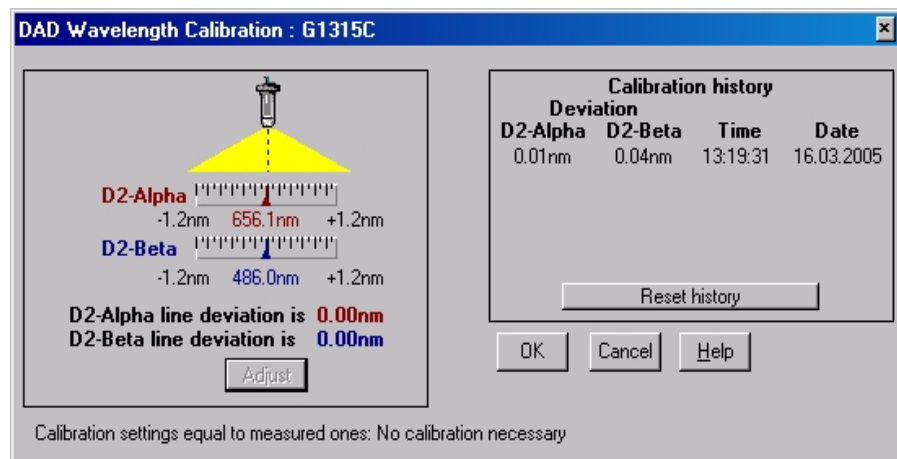 DAD Wavelength Calibration : G1315C
D2-Alpha
-1.2nm 656.1nm +1.2nm
D2-Beta
-1.2nm 486.0nm +1.2nm
D2-Alpha line deviation is 0.00nm
D2-Beta line deviation is 0.00nm
Adjust
Calibration history
Deviation
D2-Alpha D2-Beta Time Date
0.01nm 0.04nm 13:19:31 16.03.2005
Reset history
OK Cancel Help
Calibration settings equal to measured ones: No calibration necessary